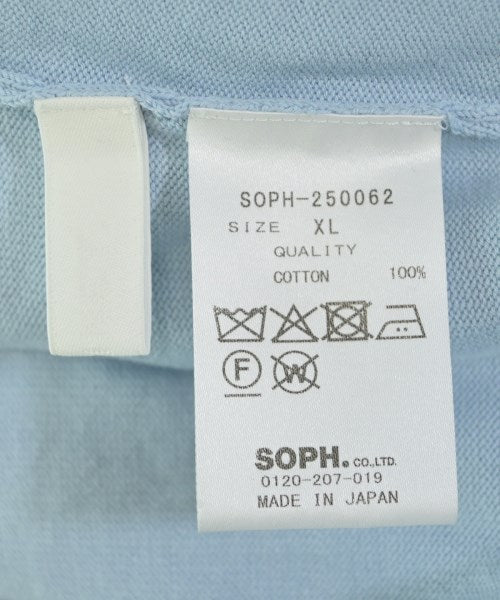 SOPH-250062
SIZE XL
QUALITY
COTTON 100%
F W
SOPH. CO.,LTD.
0120-207-019
MADE IN JAPAN